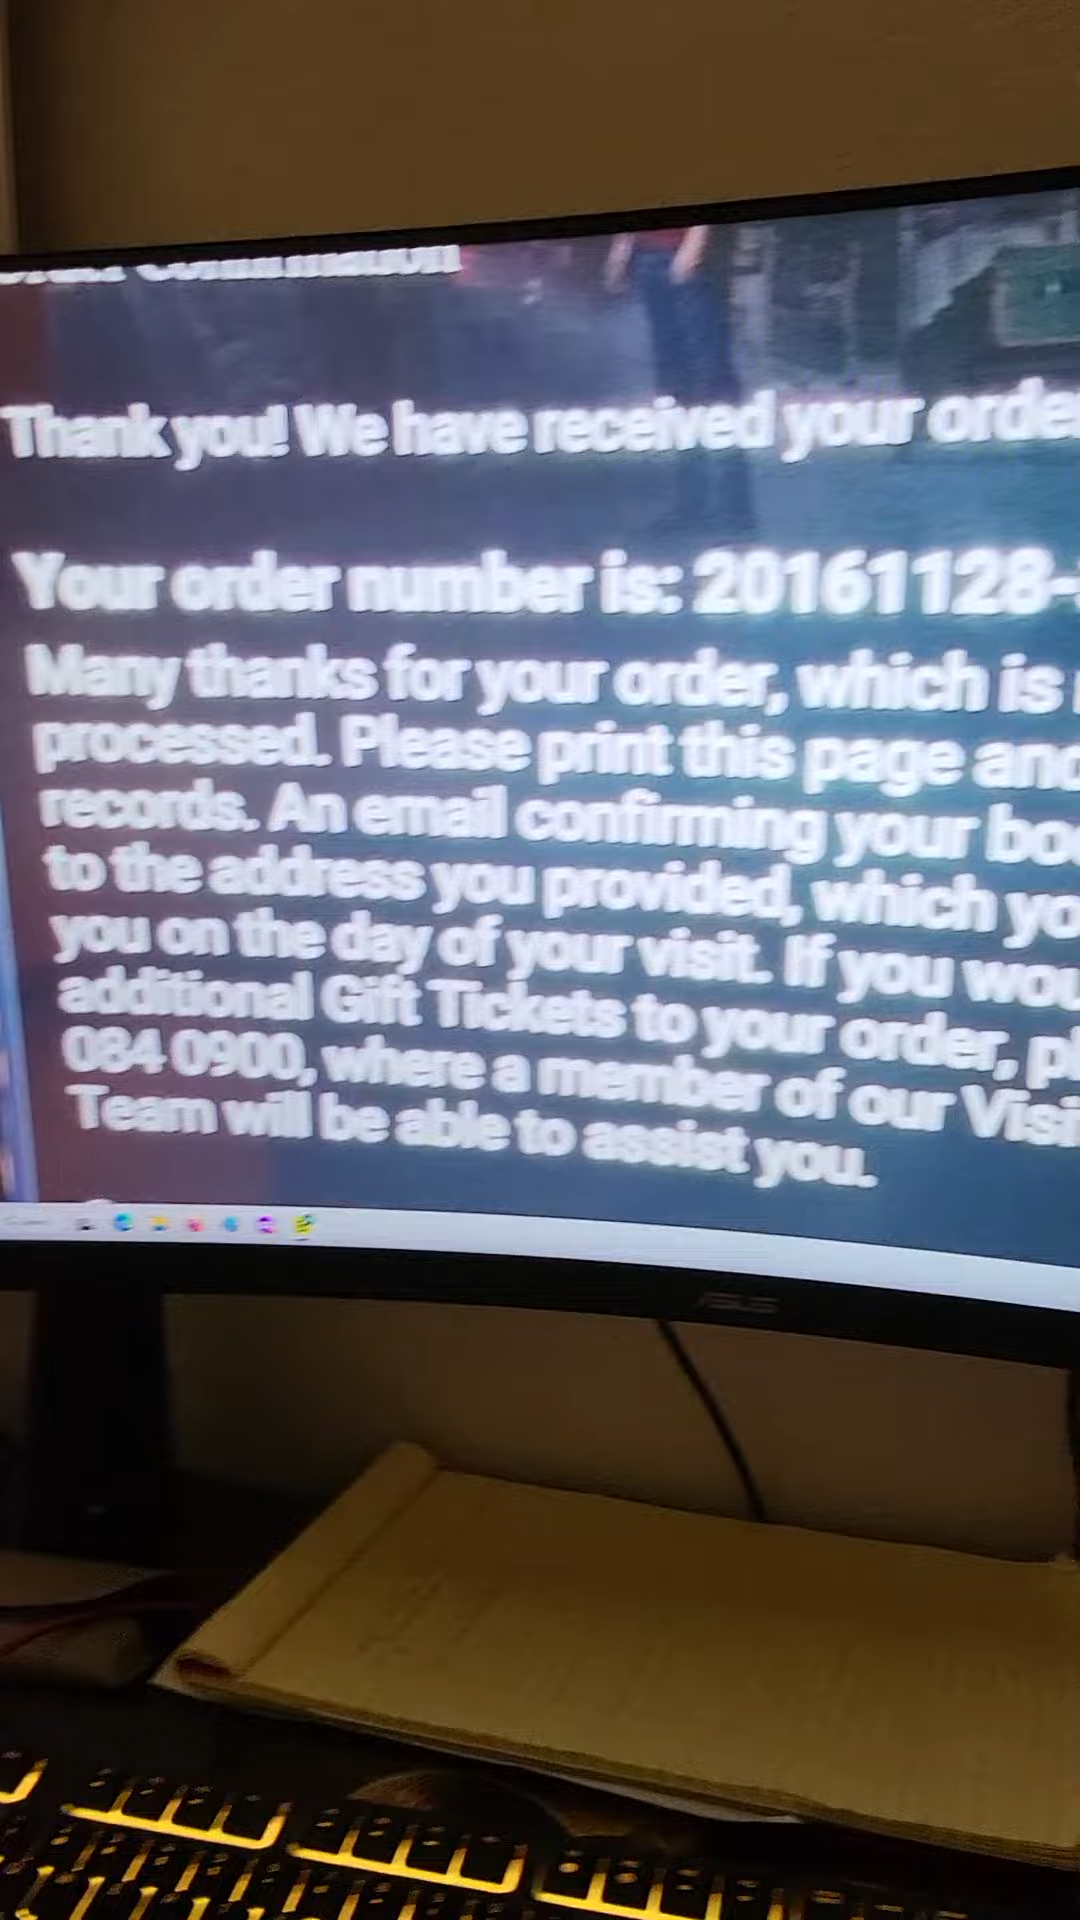 Confirmation
Thank you! We have received your orde
Your order number is: 20161128-
Many thanks for your order, which is
processed. Please print this page and
records. An email confirming your boo
to the address you provided, which yo
you on the day of your visit. If you wou
additional Gift Tickets to your order, pl
084 0900, where a member of our Visi
Team will be able to assist you.
ASUS